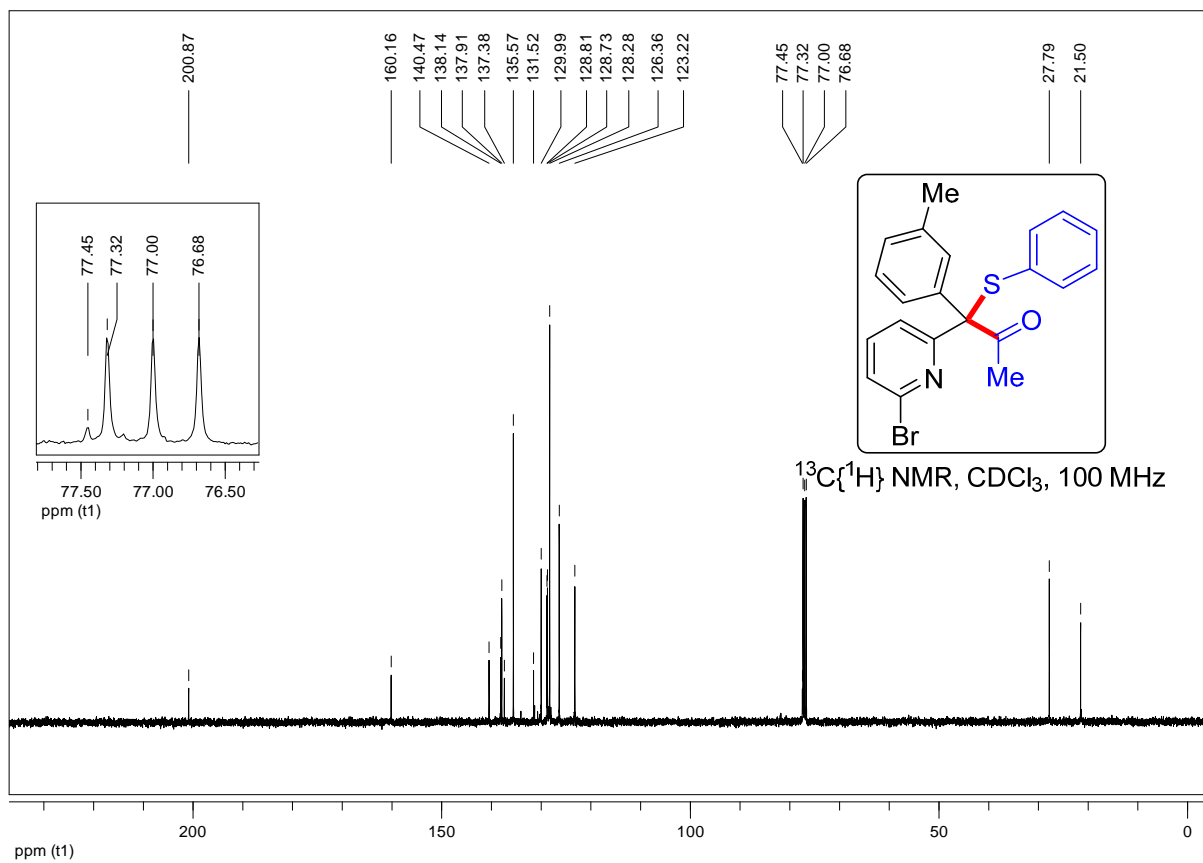 200.87
160.16
140.47
138.14
137.91
137.38
135.57
131.52
129.99
128.81
128.73
128.28
126.36
123.22
77.45
77.32
77.00
76.68
27.79
21.50
77.45
77.32
77.00
76.68
77.50 77.00 76.50
ppm (t1)
Me
S
O
N
Me
Br
¹³C{¹H} NMR, CDCl₃, 100 MHz
200 150 100 50 0
ppm (t1)